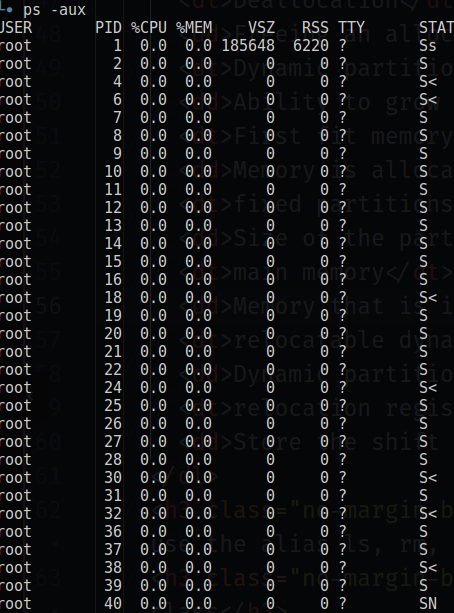 ps -aux
USER PID %CPU %MEM VSZ RSS TTY STAT
root 1 0.0 0.0 185648 6220 ? Ss
root 2 0.0 0.0 0 0 ? S
root 4 0.0 0.0 0 0 ? S<
root 6 0.0 0.0 0 0 ? S<
root 7 0.0 0.0 0 0 ? S
root 8 0.0 0.0 0 0 ? S
root 9 0.0 0.0 0 0 ? S
root 10 0.0 0.0 0 0 ? S
root 11 0.0 0.0 0 0 ? S
root 12 0.0 0.0 0 0 ? S
root 13 0.0 0.0 0 0 ? S
root 14 0.0 0.0 0 0 ? S
root 15 0.0 0.0 0 0 ? S
root 16 0.0 0.0 0 0 ? S
root 18 0.0 0.0 0 0 ? S<
root 19 0.0 0.0 0 0 ? S
root 20 0.0 0.0 0 0 ? S
root 21 0.0 0.0 0 0 ? S
root 22 0.0 0.0 0 0 ? S
root 24 0.0 0.0 0 0 ? S<
root 25 0.0 0.0 0 0 ? S
root 26 0.0 0.0 0 0 ? S
root 27 0.0 0.0 0 0 ? S
root 28 0.0 0.0 0 0 ? S
root 30 0.0 0.0 0 0 ? S<
root 31 0.0 0.0 0 0 ? S
root 32 0.0 0.0 0 0 ? S<
root 36 0.0 0.0 0 0 ? S
root 37 0.0 0.0 0 0 ? S
root 38 0.0 0.0 0 0 ? S<
root 39 0.0 0.0 0 0 ? S
root 40 0.0 0.0 0 0 ? SN